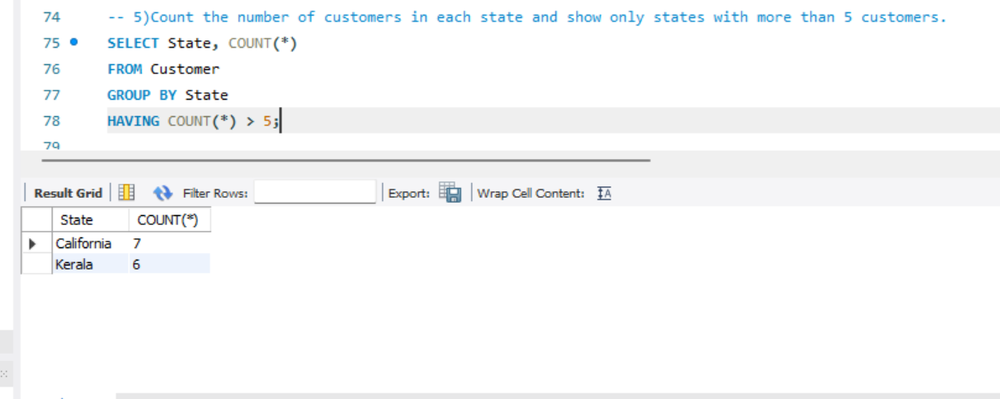 74 -- 5)Count the number of customers in each state and show only states with more than 5 customers.
75 SELECT State, COUNT(*)
76 FROM Customer
77 GROUP BY State
78 HAVING COUNT(*) > 5;
79
Result Grid Filter Rows: Export: Wrap Cell Content: IA
State COUNT(*)
California 7
Kerala 6